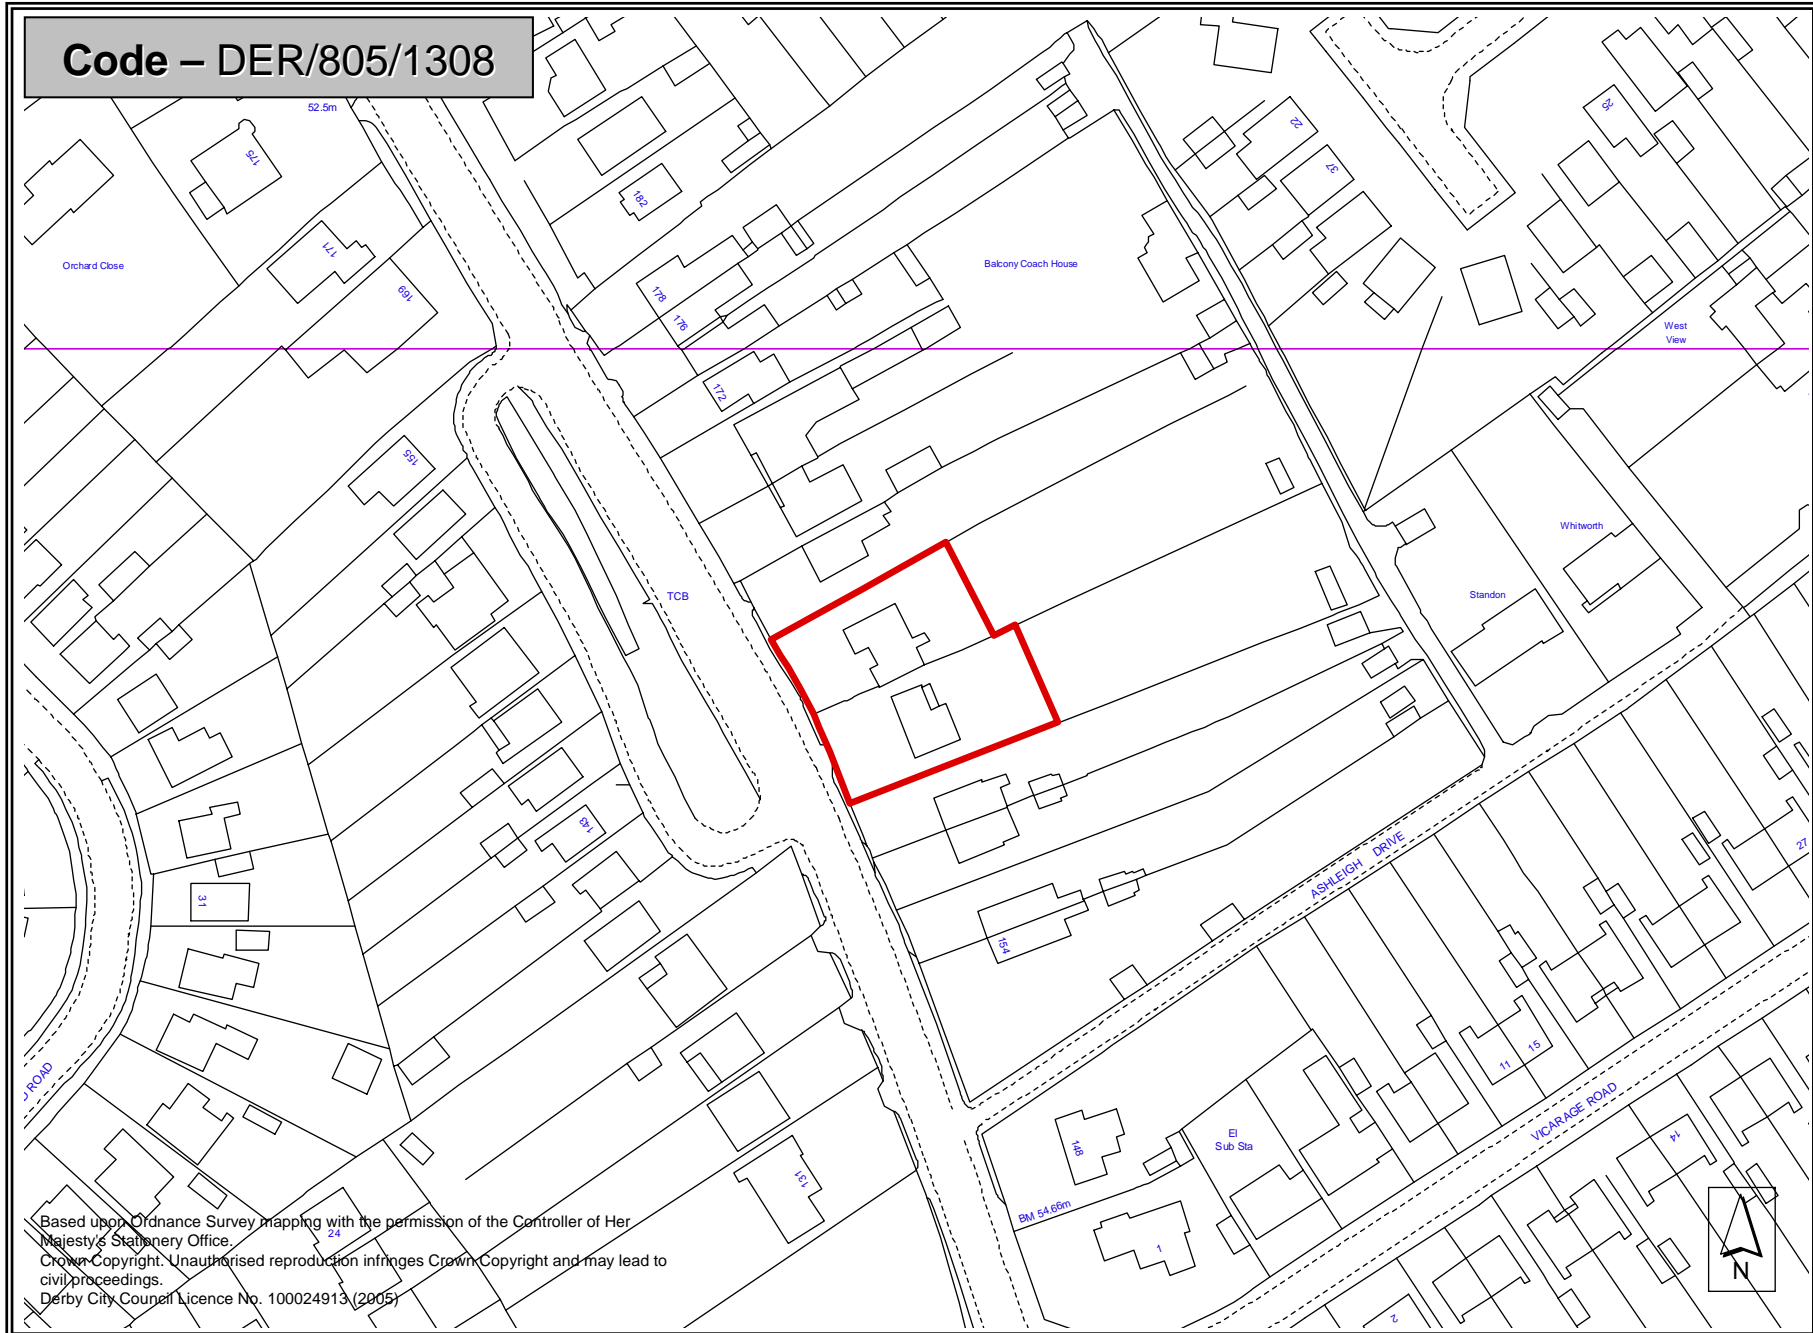 Code – DER/805/1308
52.5m
175
182
171
169
Orchard Close
178
176
172
Balcony Coach House
22
37
26
West
View
155
TCB
Whitworth
Standon
143
31
154
ASHLEIGH DRIVE
27
11
15
VICARAGE ROAD
14
148
El
Sub Sta
BM 54.66m
1
131
24
2
ROAD
Based upon Ordnance Survey mapping with the permission of the Controller of Her
Majesty's Stationery Office.
Crown Copyright. Unauthorised reproduction infringes Crown Copyright and may lead to
civil proceedings.
Derby City Council Licence No. 100024913 (2005)
N